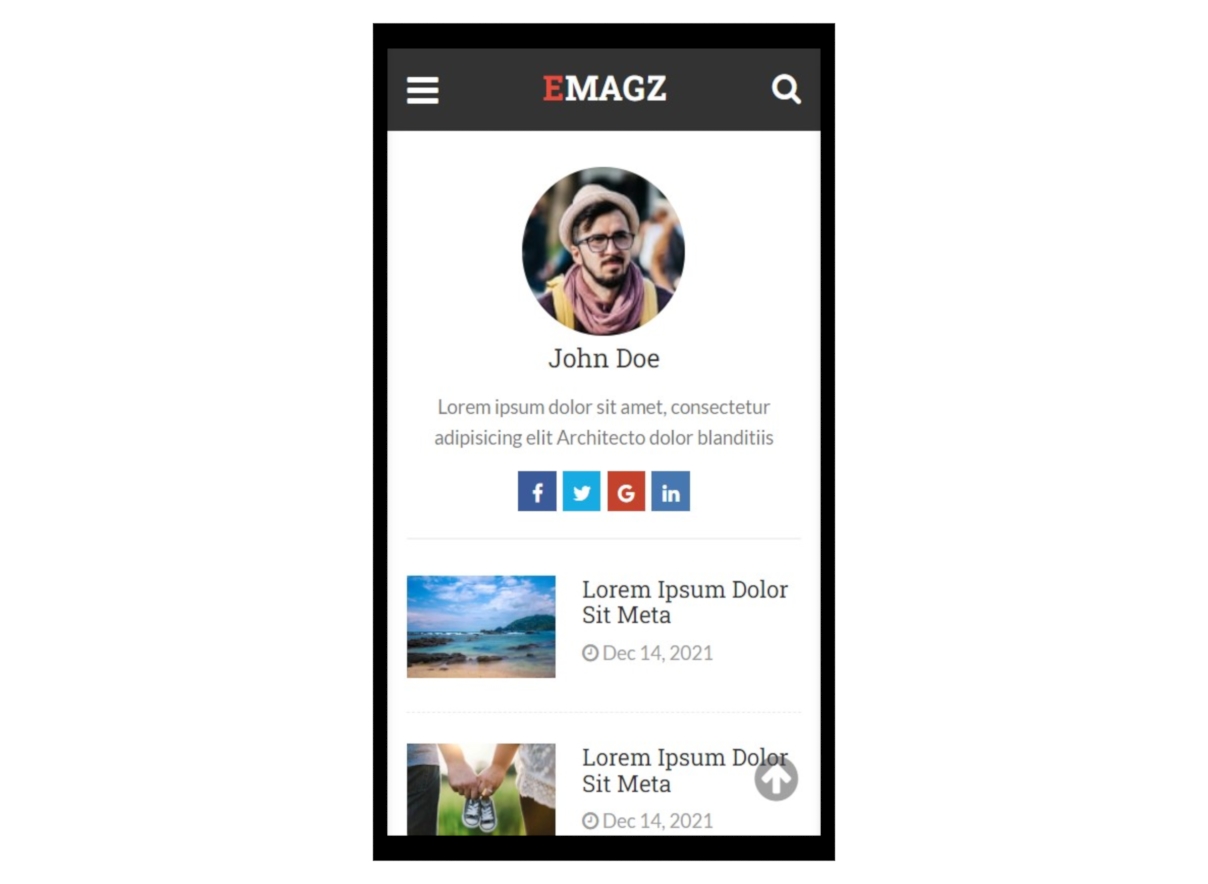 EMAGZ
John Doe
Lorem ipsum dolor sit amet, consectetur
adipisicing elit Architecto dolor blanditiis
f G in
Lorem Ipsum Dolor
Sit Meta
Dec 14, 2021
Lorem Ipsum Dolor
Sit Meta
Dec 14, 2021